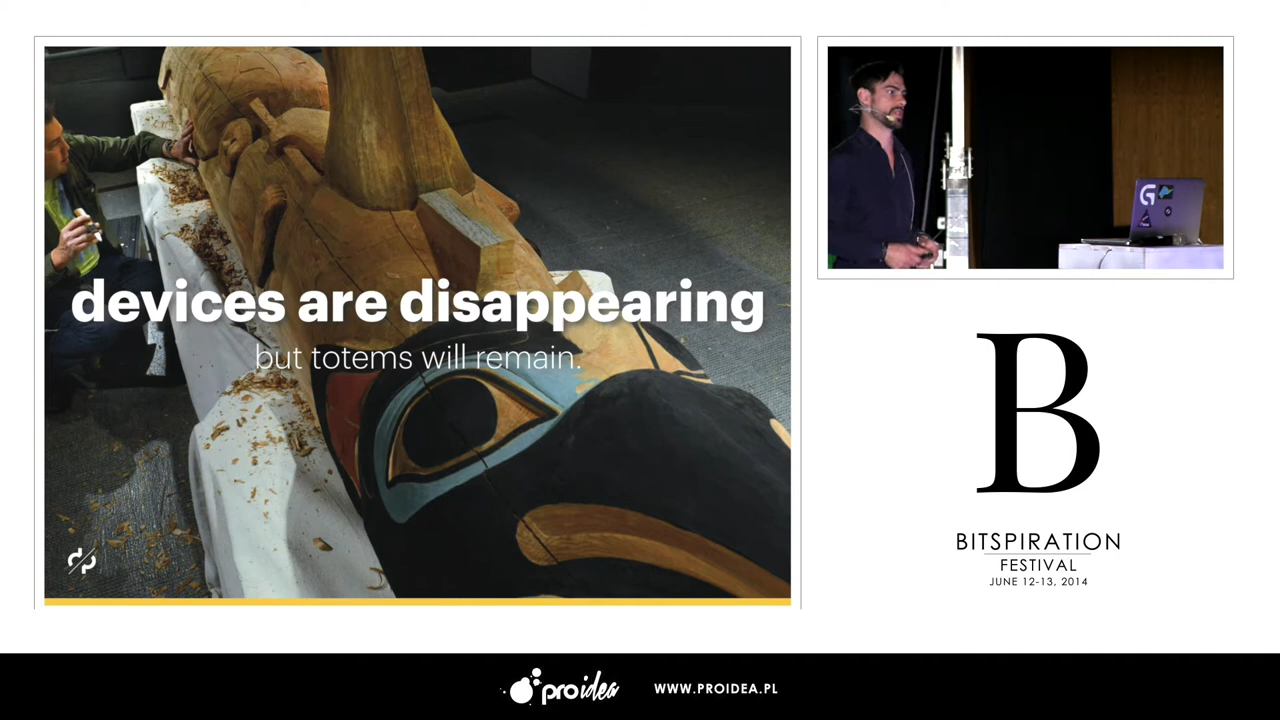 devices are disappearing
but totems will remain.
d/p
B
BITSPIRATION
FESTIVAL
JUNE 12-13, 2014
proidea
WWW.PROIDEA.PL